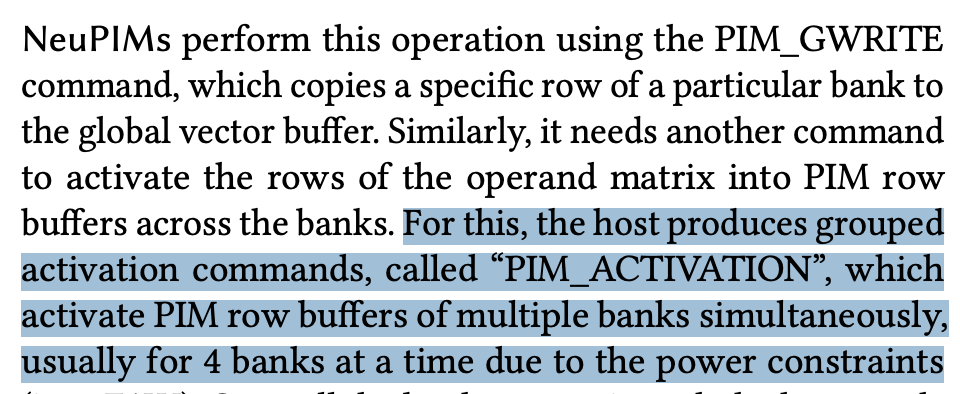 NeuPIMs perform this operation using the PIM_GWRITE
command, which copies a specific row of a particular bank to
the global vector buffer. Similarly, it needs another command
to activate the rows of the operand matrix into PIM row
buffers across the banks. For this, the host produces grouped
activation commands, called “PIM_ACTIVATION”, which
activate PIM row buffers of multiple banks simultaneously,
usually for 4 banks at a time due to the power constraints